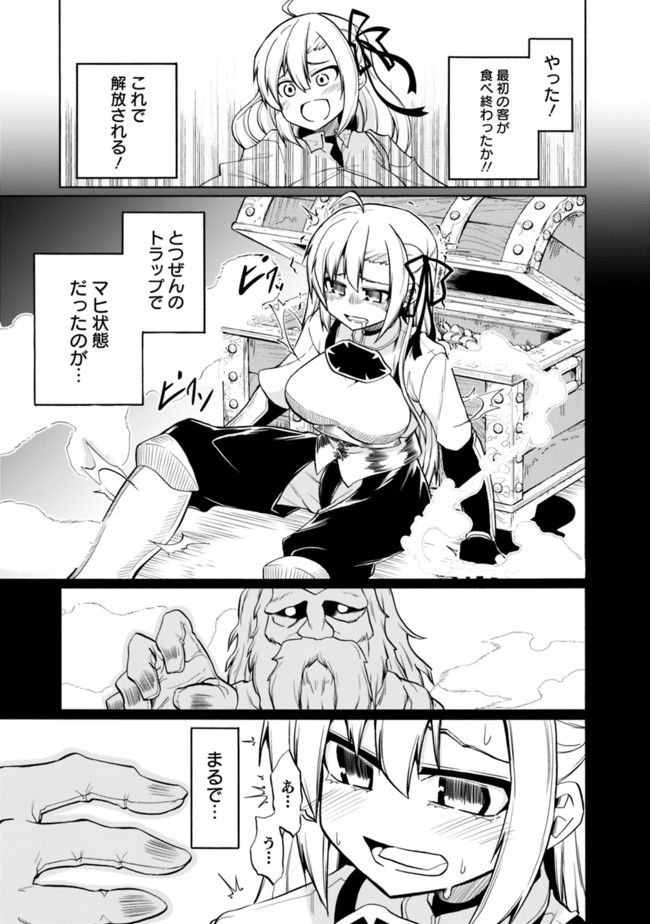 やった！
最初の客が
食べ終わったか!!
これで
解放される！
とつぜんの
トラップで
マヒ状態
だったのが…
ビクッ
ビクンッ
まるで…
あ…
う…